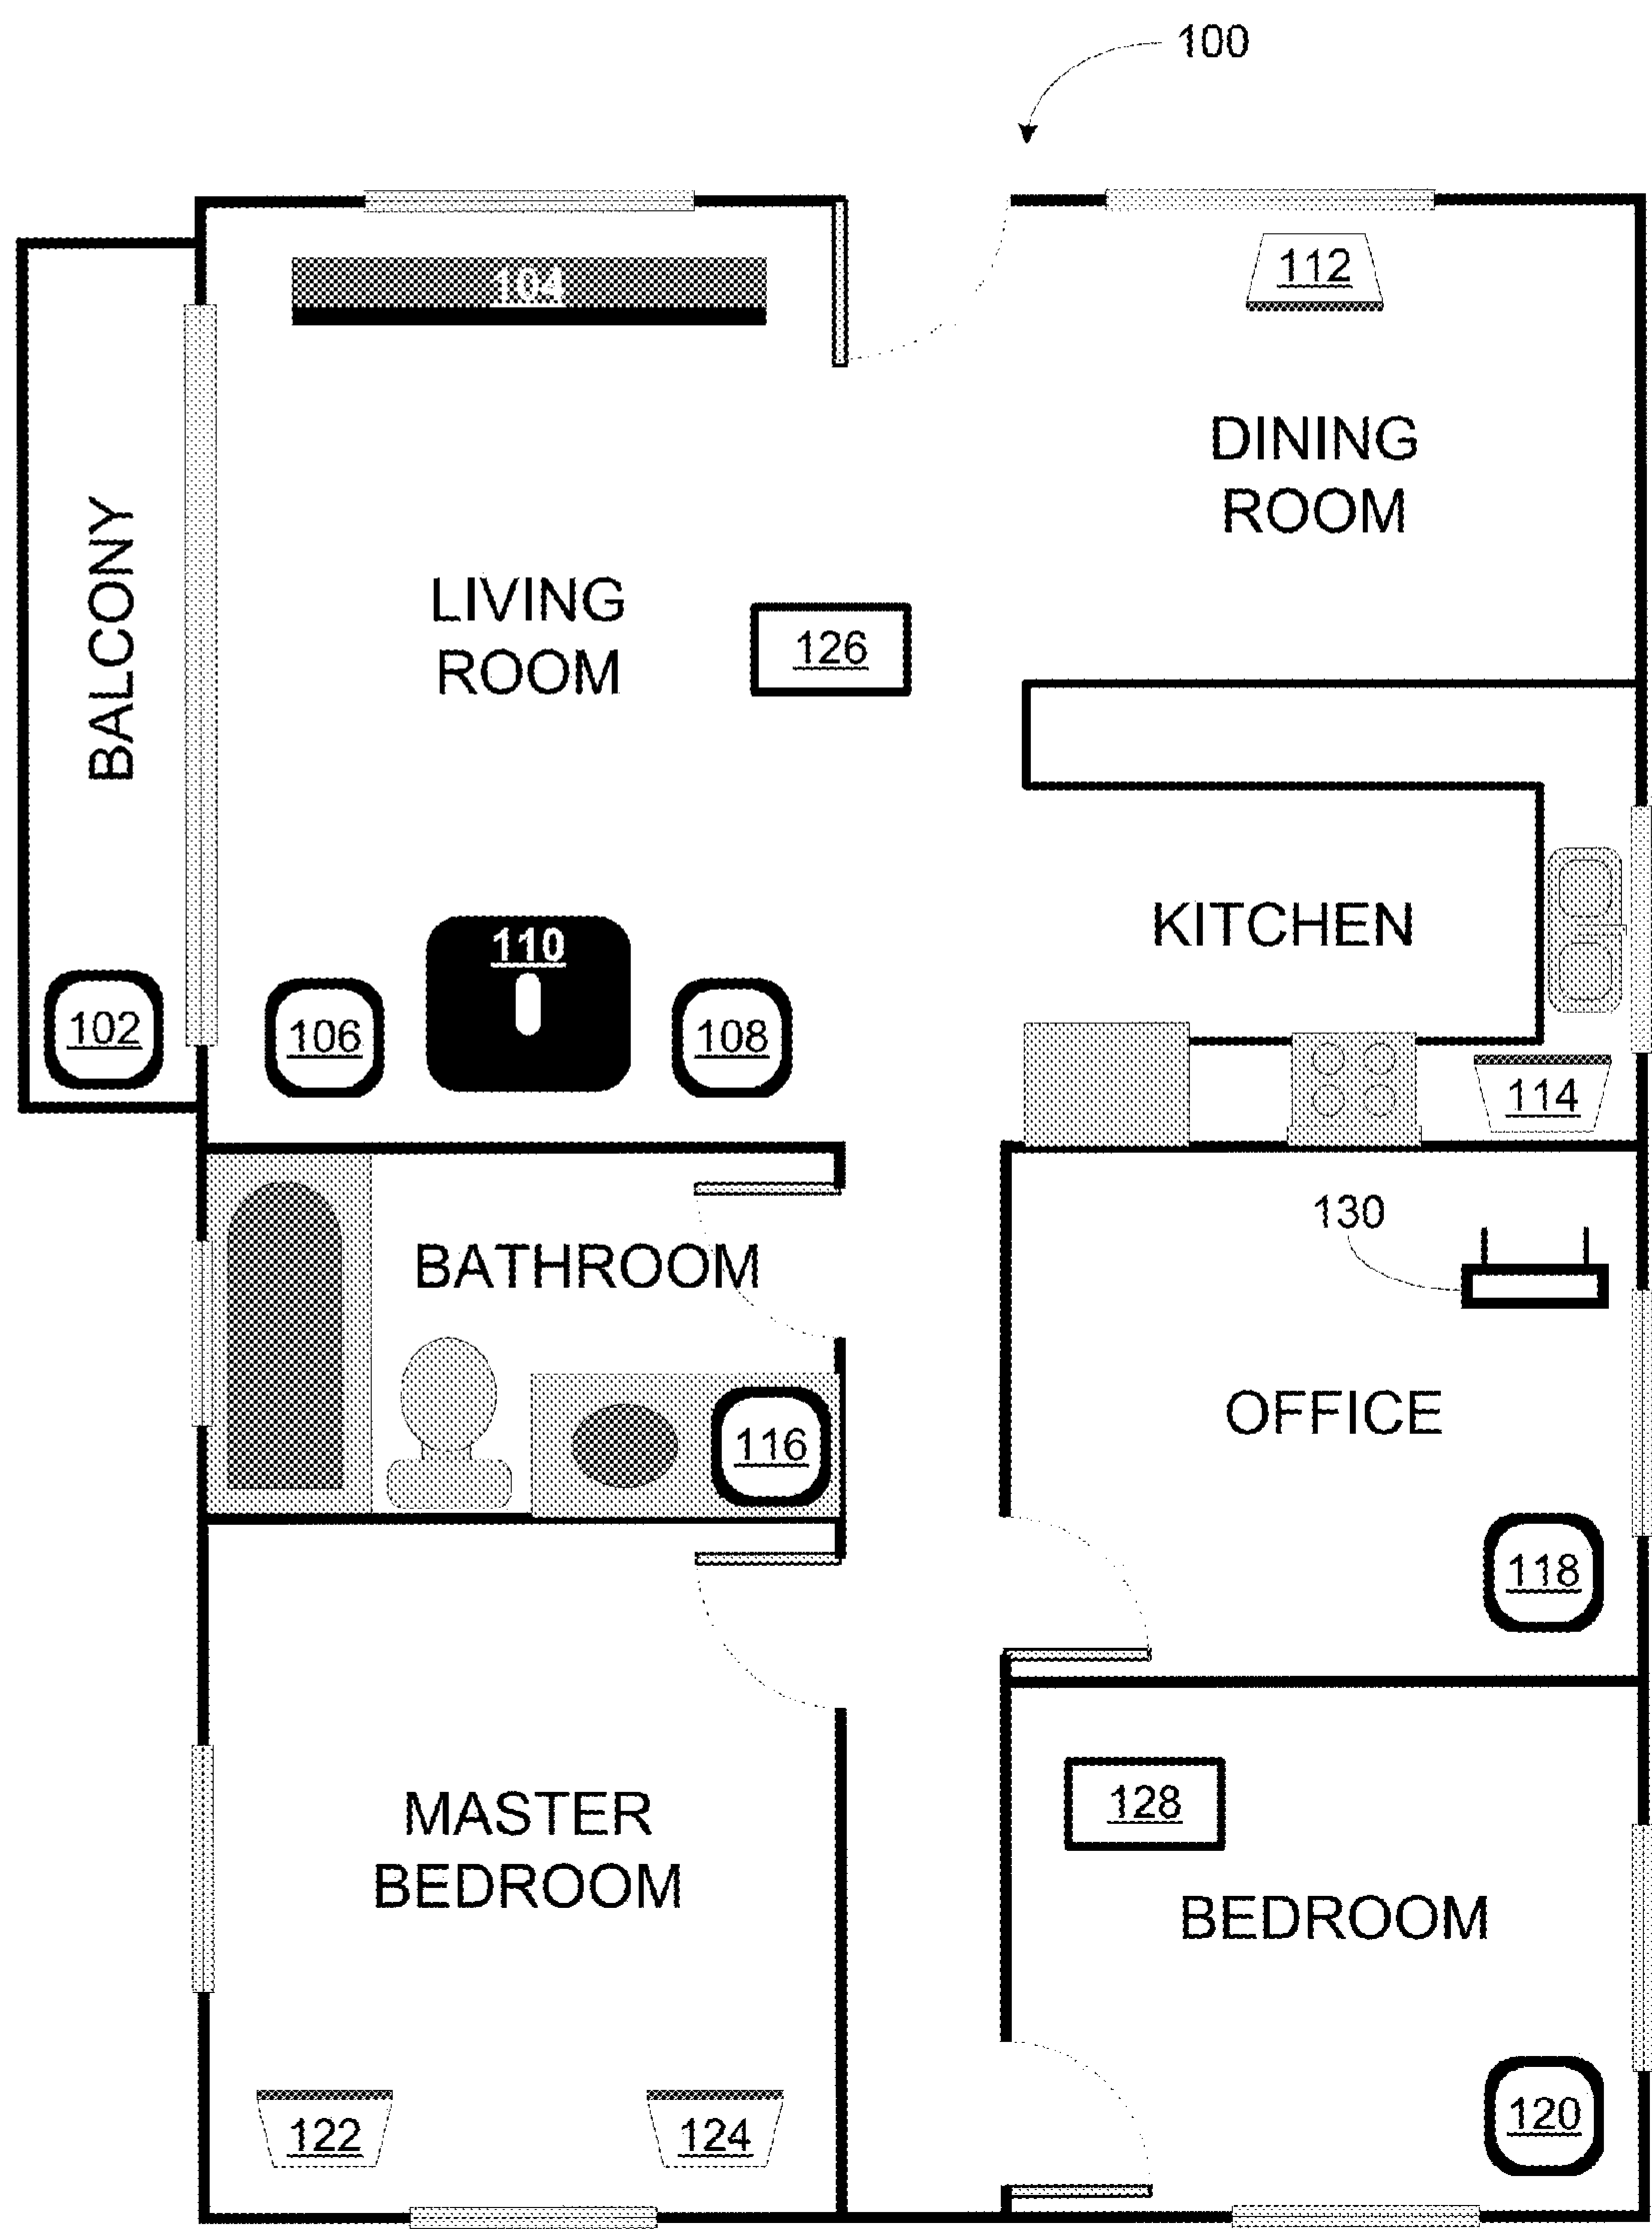 100
104
112
DINING
ROOM
BALCONY
LIVING
ROOM
126
KITCHEN
110
102
106
108
114
130
BATHROOM
OFFICE
116
118
MASTER
BEDROOM
128
BEDROOM
122
124
120